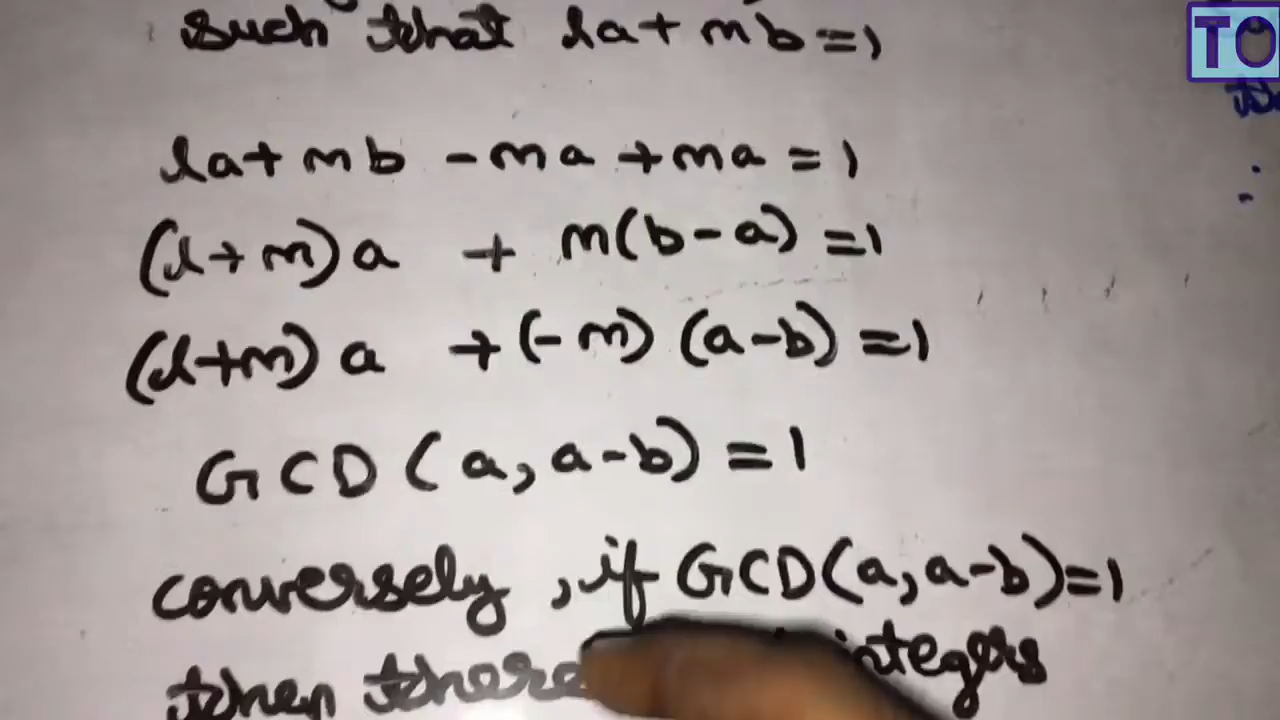 such that la + mb = 1
TO
la + mb - ma + ma = 1
(l + m) a + m(b - a) = 1
(l + m) a + (-m) (a - b) = 1
GCD (a, a - b) = 1
conversely, if GCD(a, a - b) = 1
then there integers